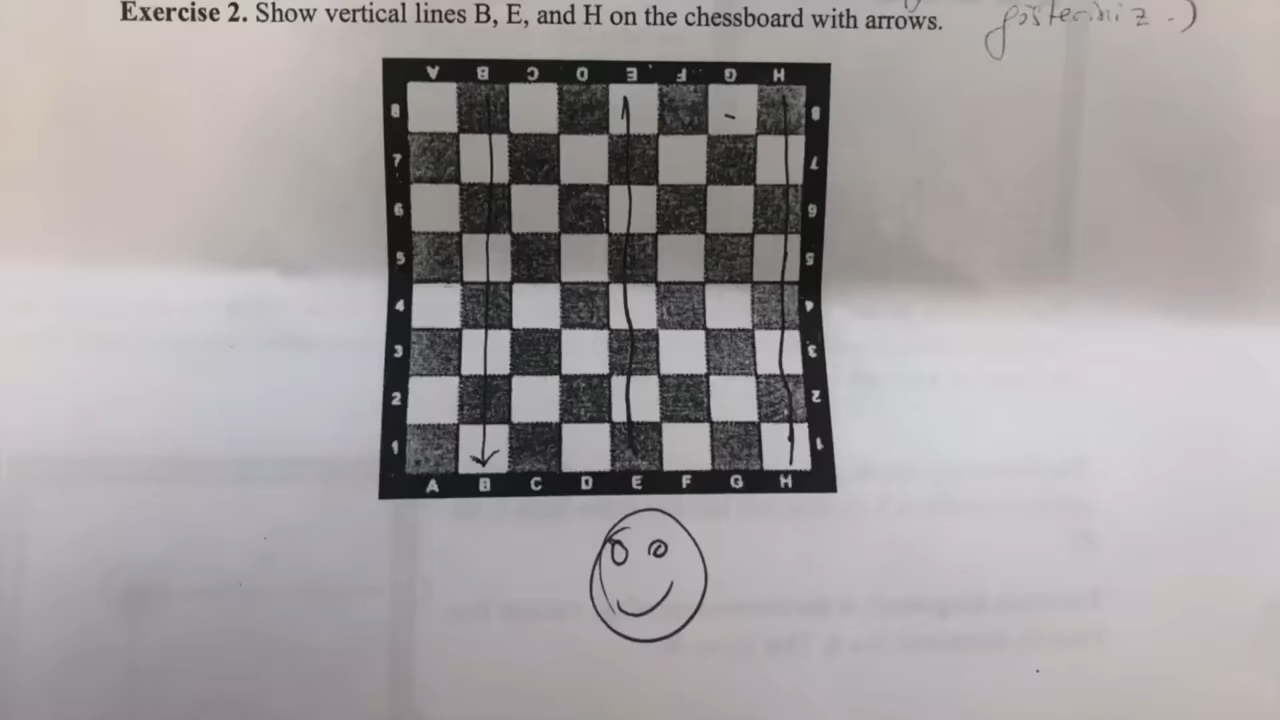 Exercise 2. Show vertical lines B, E, and H on the chessboard with arrows.
gösteriniz.)
A B C D E F G H
8 8
7 7
6 6
5 5
4 4
3 3
2 2
1 1
A B C D E F G H